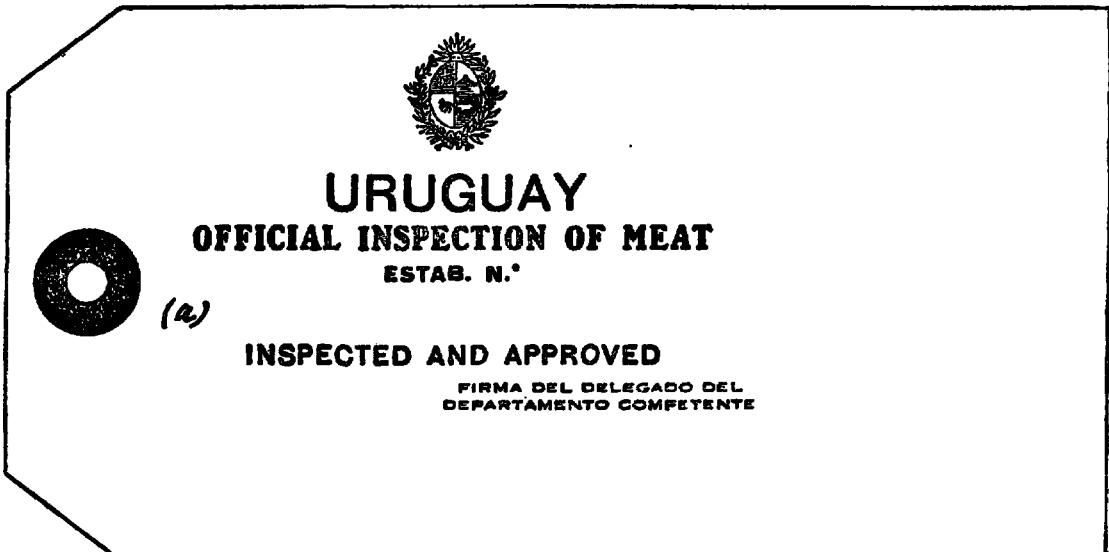 URUGUAY
OFFICIAL INSPECTION OF MEAT
ESTAB. N.°
(a)
INSPECTED AND APPROVED
FIRMA DEL DELEGADO DEL
DEPARTAMENTO COMPETENTE